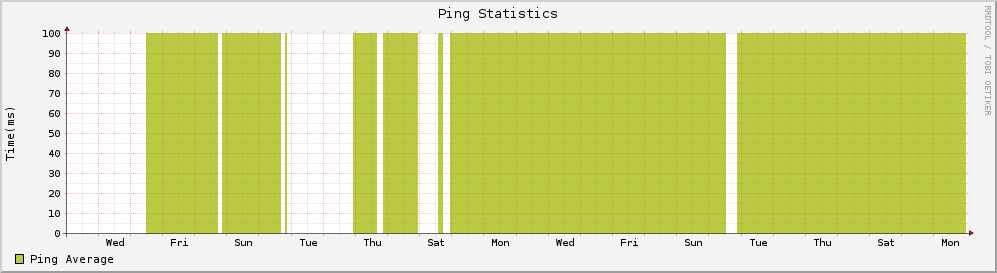 Ping Statistics
RRDTOOL / TOBI OETIKER
Time(ms)
100
90
80
70
60
50
40
30
20
10
0
Wed Fri Sun Tue Thu Sat Mon Wed Fri Sun Tue Thu Sat Mon
Ping Average